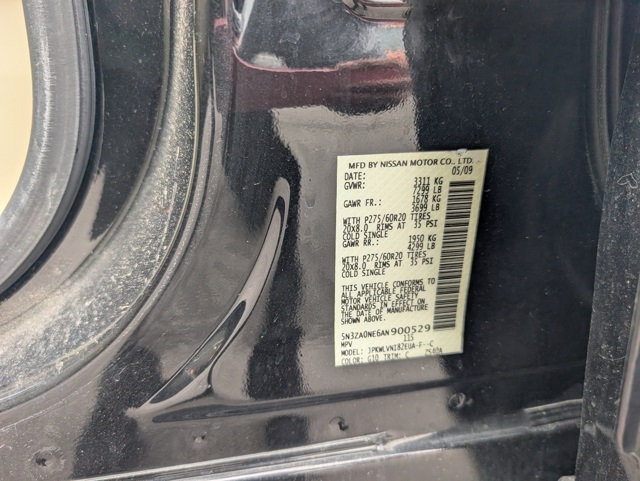 MFD BY NISSAN MOTOR CO., LTD.
DATE: 05/09
GVWR: 3311 KG
7299 LB
GAWR FR.: 1678 KG
3699 LB
WITH P275/60R20 TIRES
20x8.0 RIMS AT 35 PSI
COLD SINGLE
GAWR RR.: 1950 KG
4299 LB
WITH P275/60R20 TIRES
20x8.0 RIMS AT 35 PSI
COLD SINGLE
THIS VEHICLE CONFORMS TO
ALL APPLICABLE FEDERAL
MOTOR VEHICLE SAFETY
STANDARDS IN EFFECT ON
THE DATE OF MANUFACTURE
SHOWN ABOVE.
5N3ZA0NE6AN900529
MPV 115
MODEL:
COLOR: G10 TRIM: C